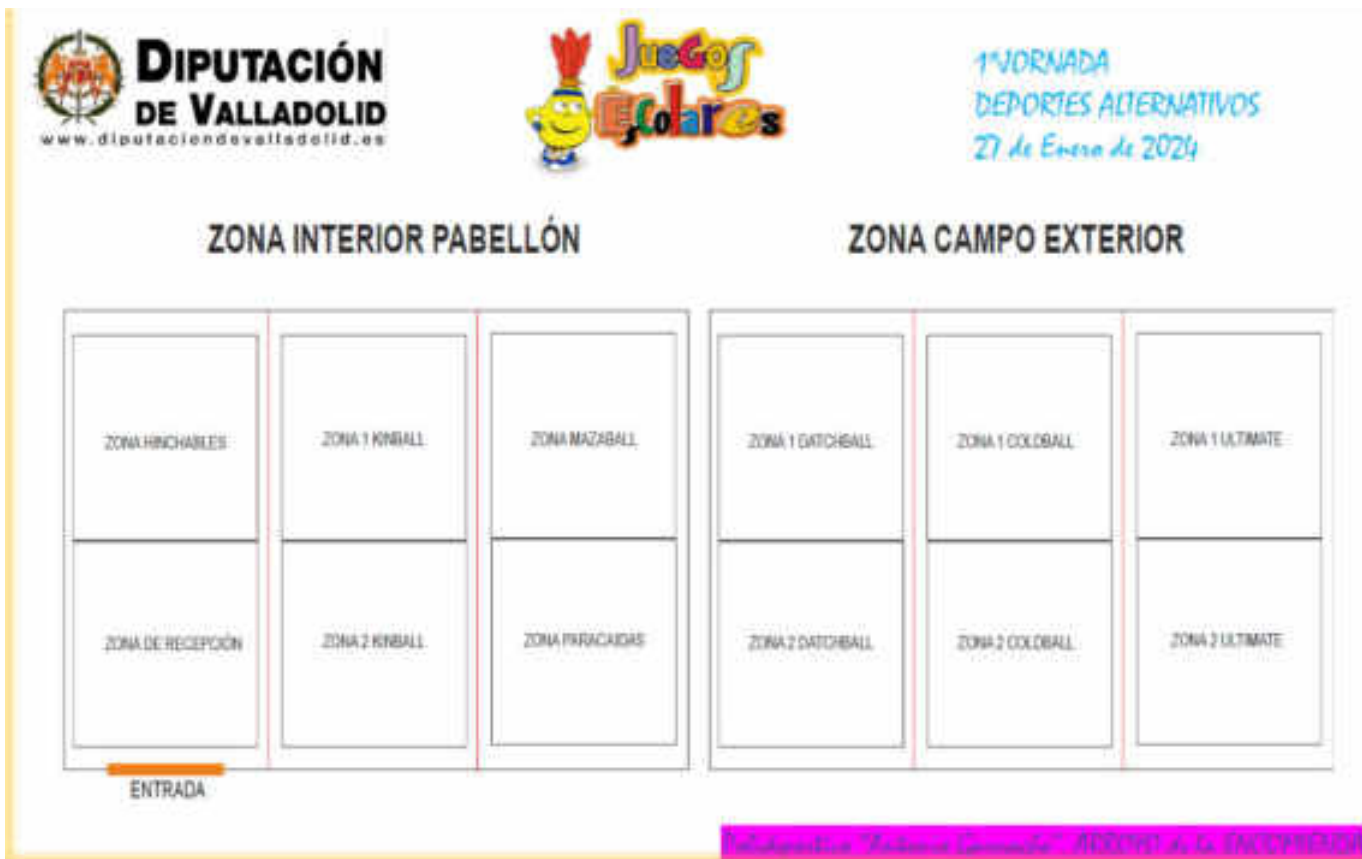 DIPUTACIÓN
DE VALLADOLID
www.diputaciondevalladolid.es
Juegos
Escolares
1ªJORNADA
DEPORTES ALTERNATIVOS
27 de Enero de 2024
ZONA INTERIOR PABELLÓN
ZONA CAMPO EXTERIOR
ZONA HINCHABLES
ZONA 1 KINBALL
ZONA MAZABALL
ZONA 1 DATCHBALL
ZONA 1 COLDBALL
ZONA 1 ULTIMATE
ZONA DE RECEPCIÓN
ZONA 2 KINBALL
ZONA PARACAIDAS
ZONA 2 DATCHBALL
ZONA 2 COLDBALL
ZONA 2 ULTIMATE
ENTRADA
Polideportivo "Antonio ARROYO de la ENCOMIENDA